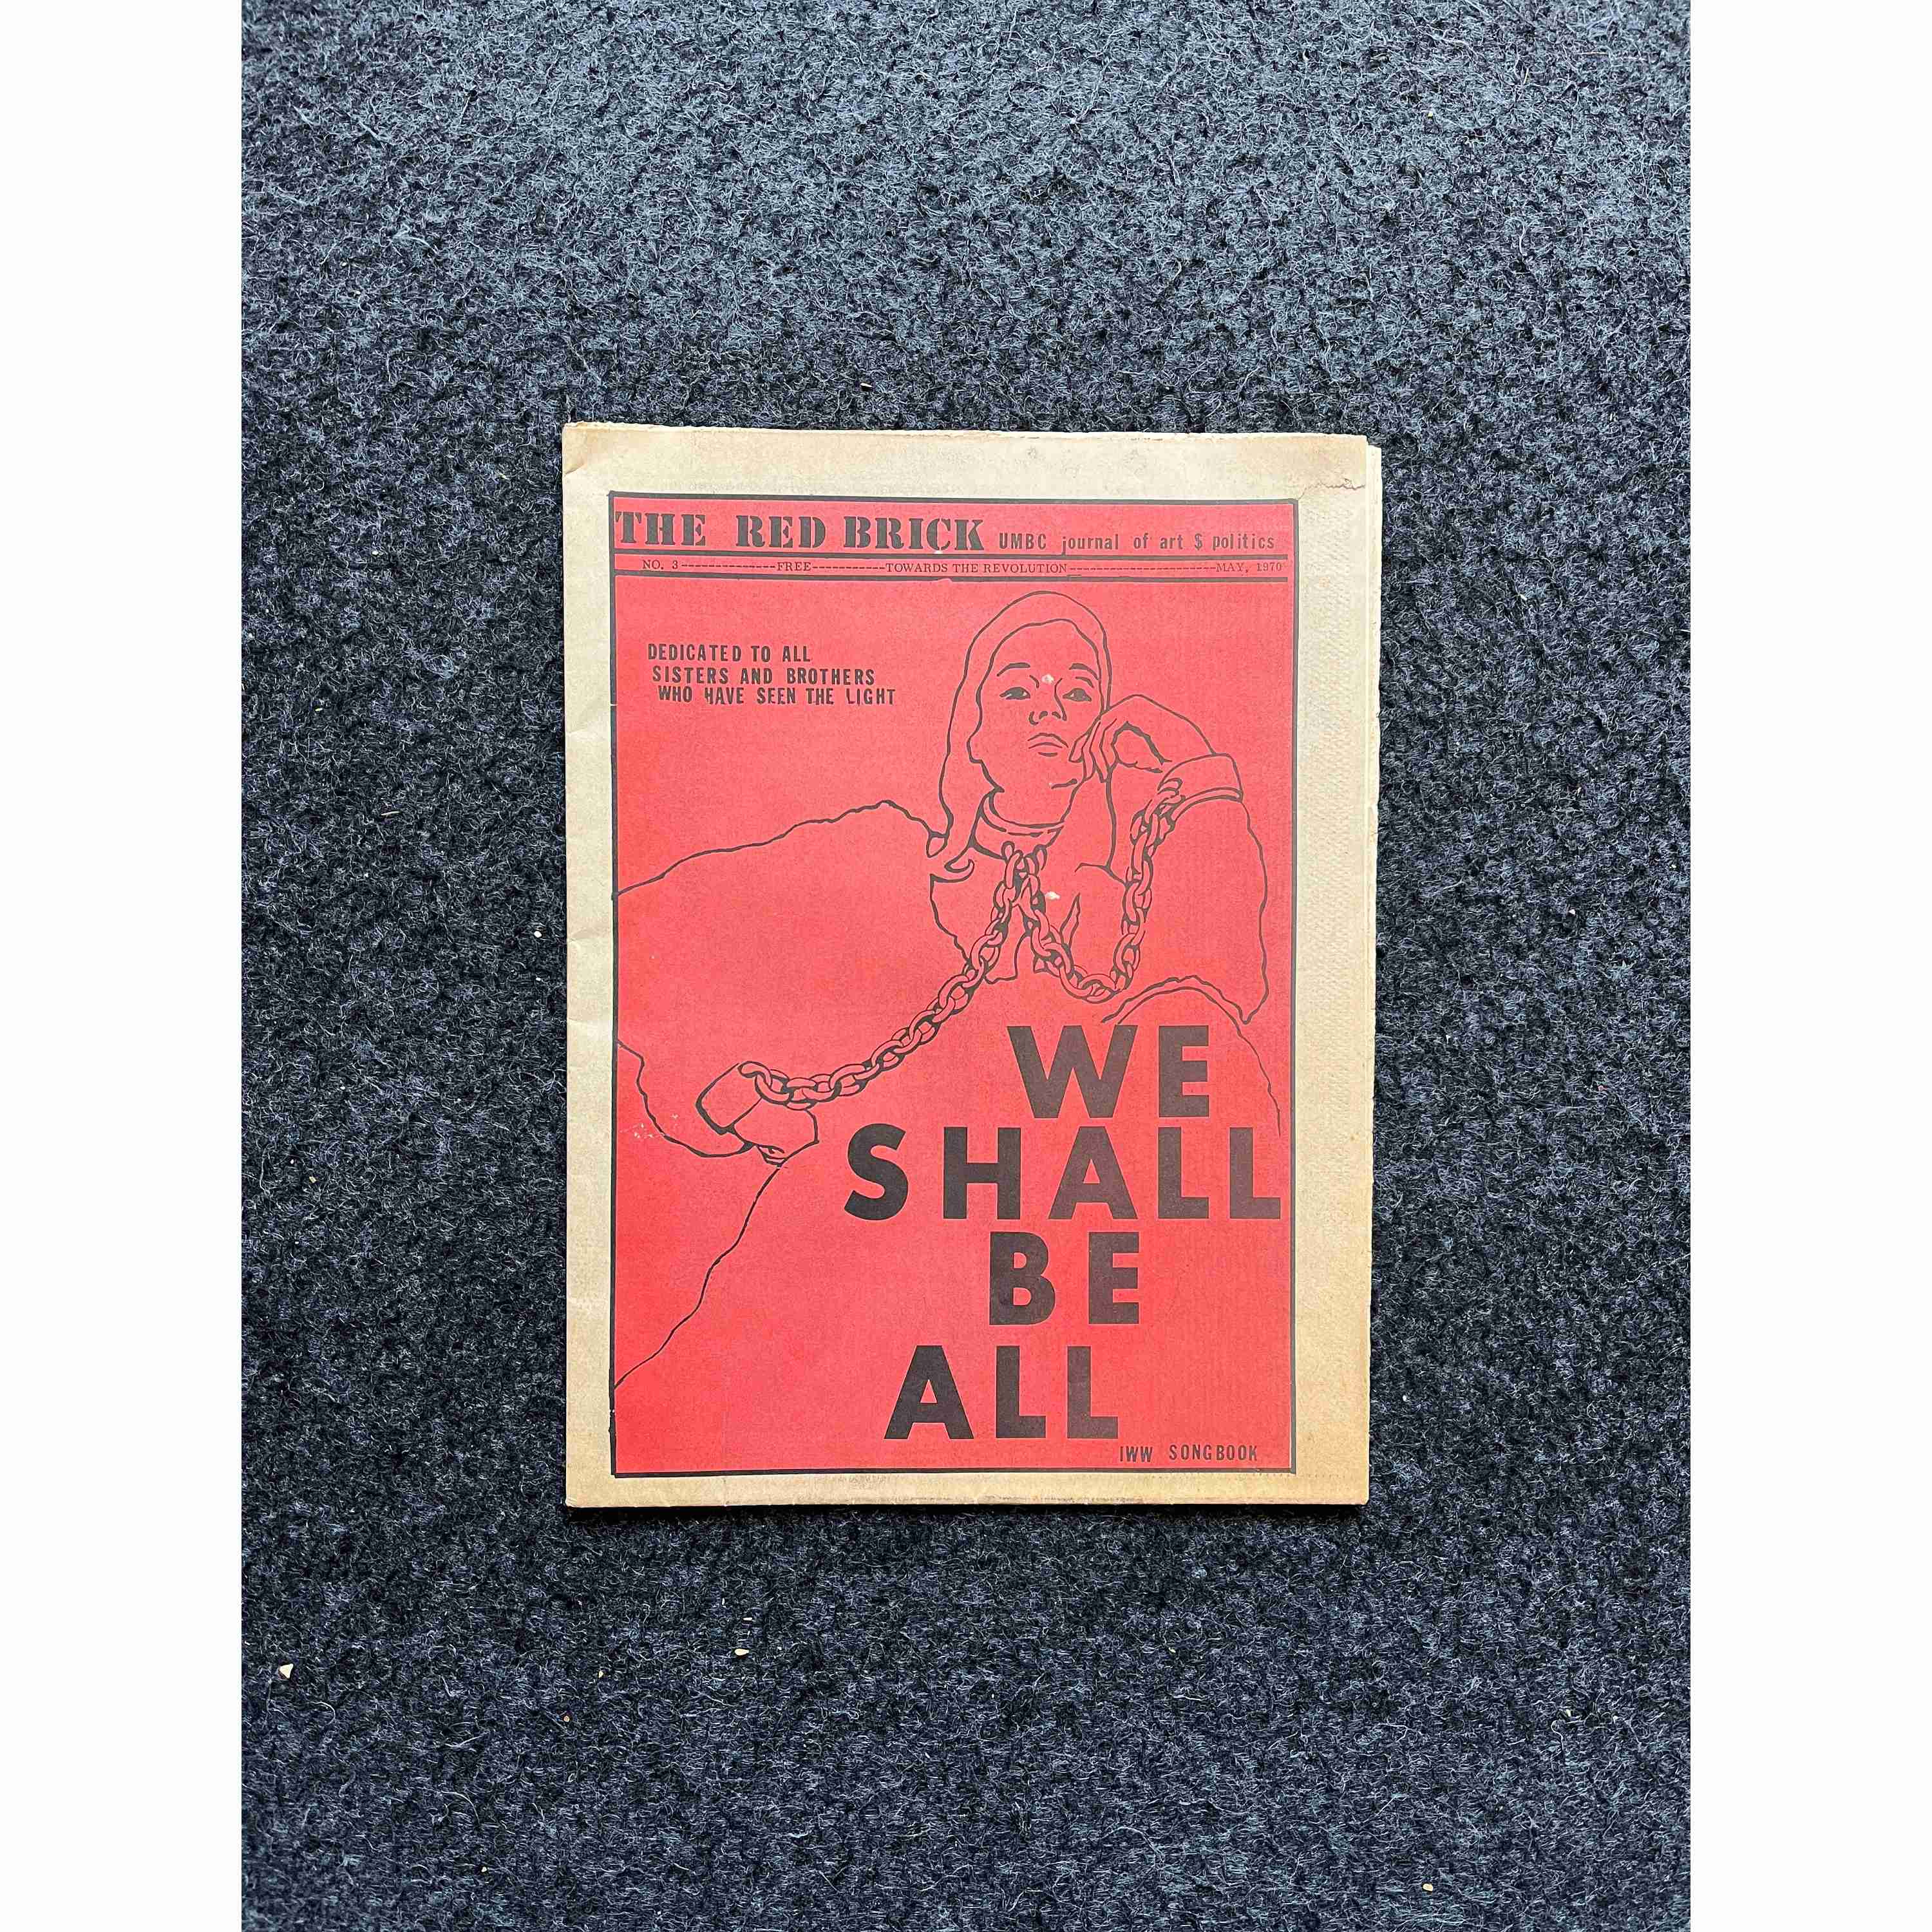 THE RED BRICK UMBC journal of art $ politics
NO. 3--------------FREE-----------TOWARDS THE REVOLUTION----------------------MAY, 1970
DEDICATED TO ALL
SISTERS AND BROTHERS
WHO HAVE SEEN THE LIGHT
WE
SHALL
BE
ALL
IWW SONGBOOK